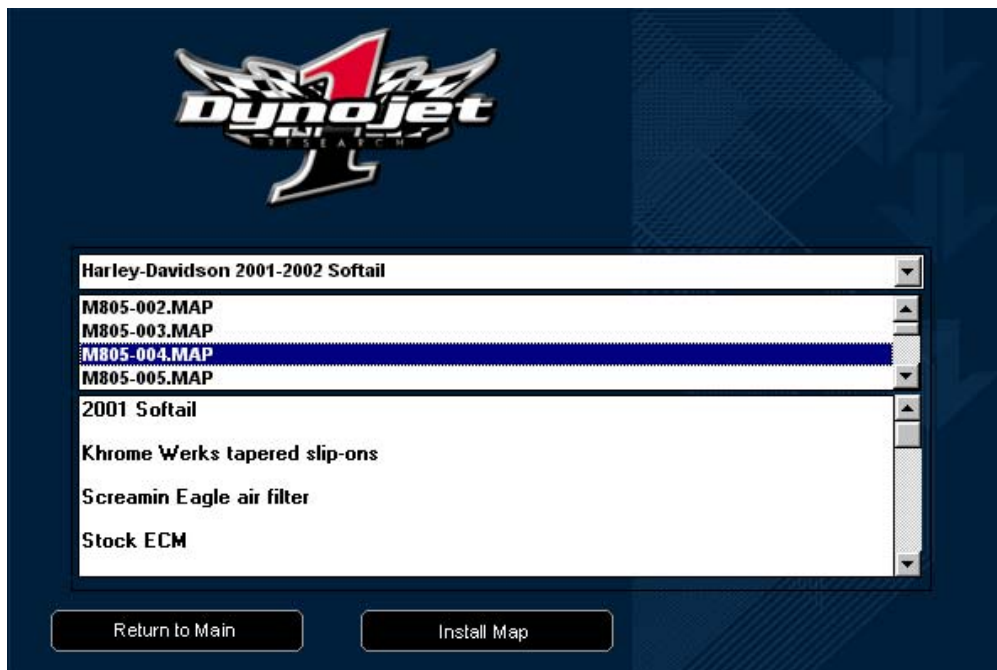 1
Dynojet
RESEARCH
Harley-Davidson 2001-2002 Softail
M805-002.MAP
M805-003.MAP
M805-004.MAP
M805-005.MAP
2001 Softail
Khrome Werks tapered slip-ons
Screamin Eagle air filter
Stock ECM
Return to Main
Install Map